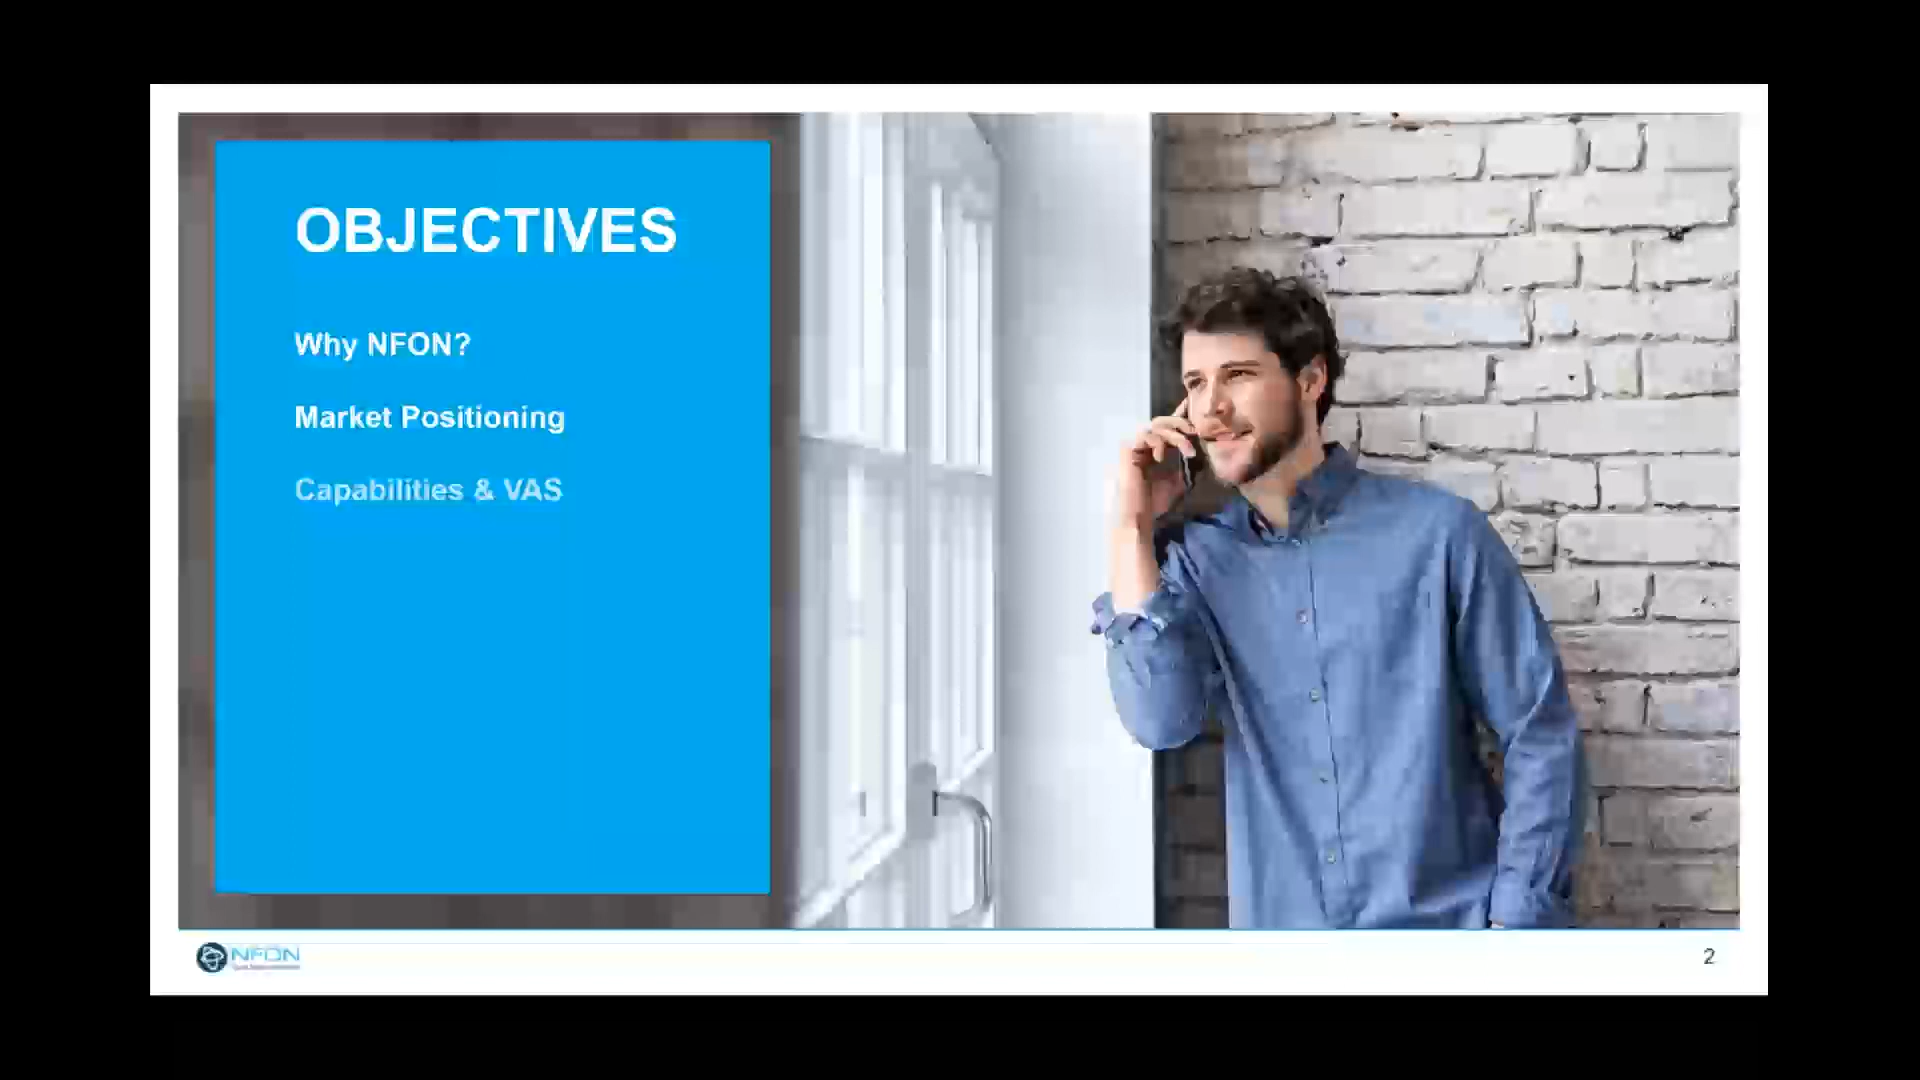 OBJECTIVES
Why NFON?
Market Positioning
Capabilities & VAS
NFON
2